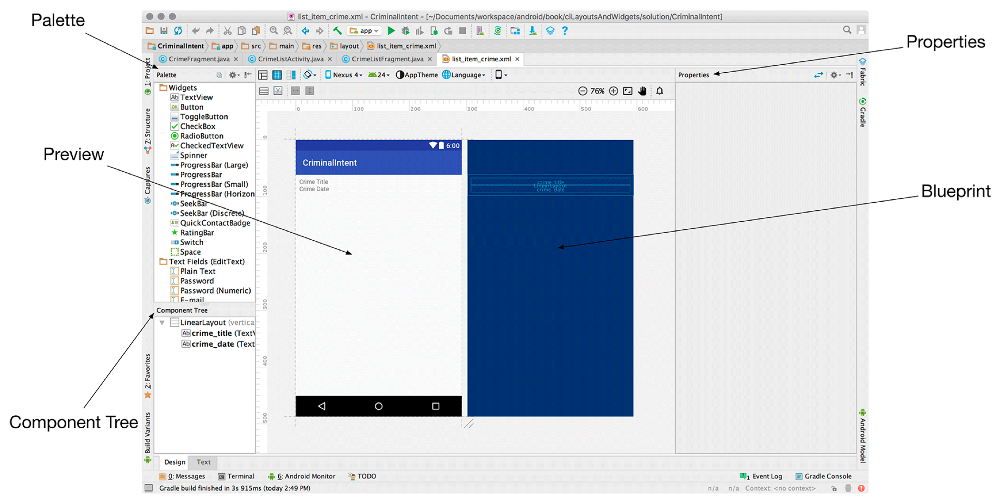 Palette
Properties
Preview
Blueprint
Component Tree
list_item_crime.xml - CriminalIntent - [~/Documents/workspace/android/book/ciLayoutsAndWidgets/solution/CriminalIntent]
app
CriminalIntent app src main res layout list_item_crime.xml
CrimeFragment.java CrimeListActivity.java CrimeListFragment.java list_item_crime.xml
1: Project
Z: Structure
Captures
2: Favorites
Build Variants
Palette
Nexus 4 24 AppTheme Language
Properties
76%
Widgets
Ab TextView
OK Button
ToggleButton
CheckBox
RadioButton
CheckedTextView
Spinner
ProgressBar (Large)
ProgressBar
ProgressBar (Small)
ProgressBar (Horizon
SeekBar
SeekBar (Discrete)
QuickContactBadge
RatingBar
Switch
Space
Text Fields (EditText)
Plain Text
Password
Password (Numeric)
E-mail
Component Tree
LinearLayout (vertica
Ab crime_title (TextV
Ab crime_date (Text
0 100 200 300 400 500 600
0
100
200
300
400
500
6:00
CriminalIntent
Crime Title
Crime Date
crime_title
LinearLayout
crime_date
Fabric
Gradle
Android Model
Design Text
0: Messages Terminal 6: Android Monitor TODO
1 Event Log Gradle Console
Gradle build finished in 3s 915ms (today 2:49 PM)
n/a n/a Context: <no context>